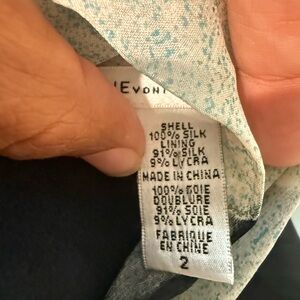 SHELL
100% SILK
LINING
91% SILK
9% LYCRA
MADE IN CHINA
100% SOIE
DOUBLURE
91% SOIE
9% LYCRA
FABRIQUE
EN CHINE
2